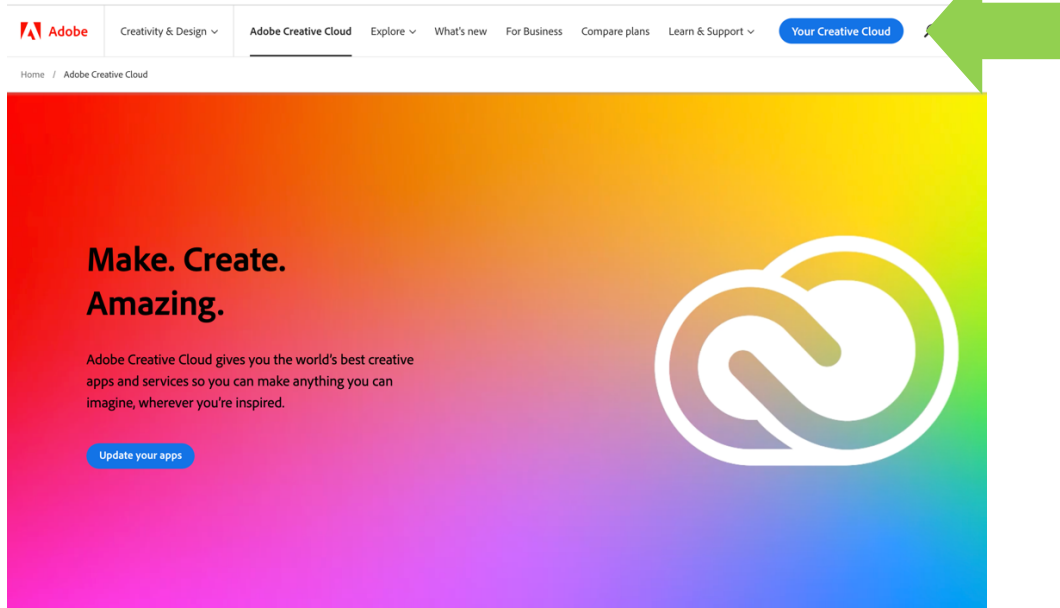 Adobe Creativity & Design Adobe Creative Cloud Explore What's new For Business Compare plans Learn & Support Your Creative Cloud
Home / Adobe Creative Cloud
Make. Create.
Amazing.
Adobe Creative Cloud gives you the world's best creative
apps and services so you can make anything you can
imagine, wherever you're inspired.
Update your apps